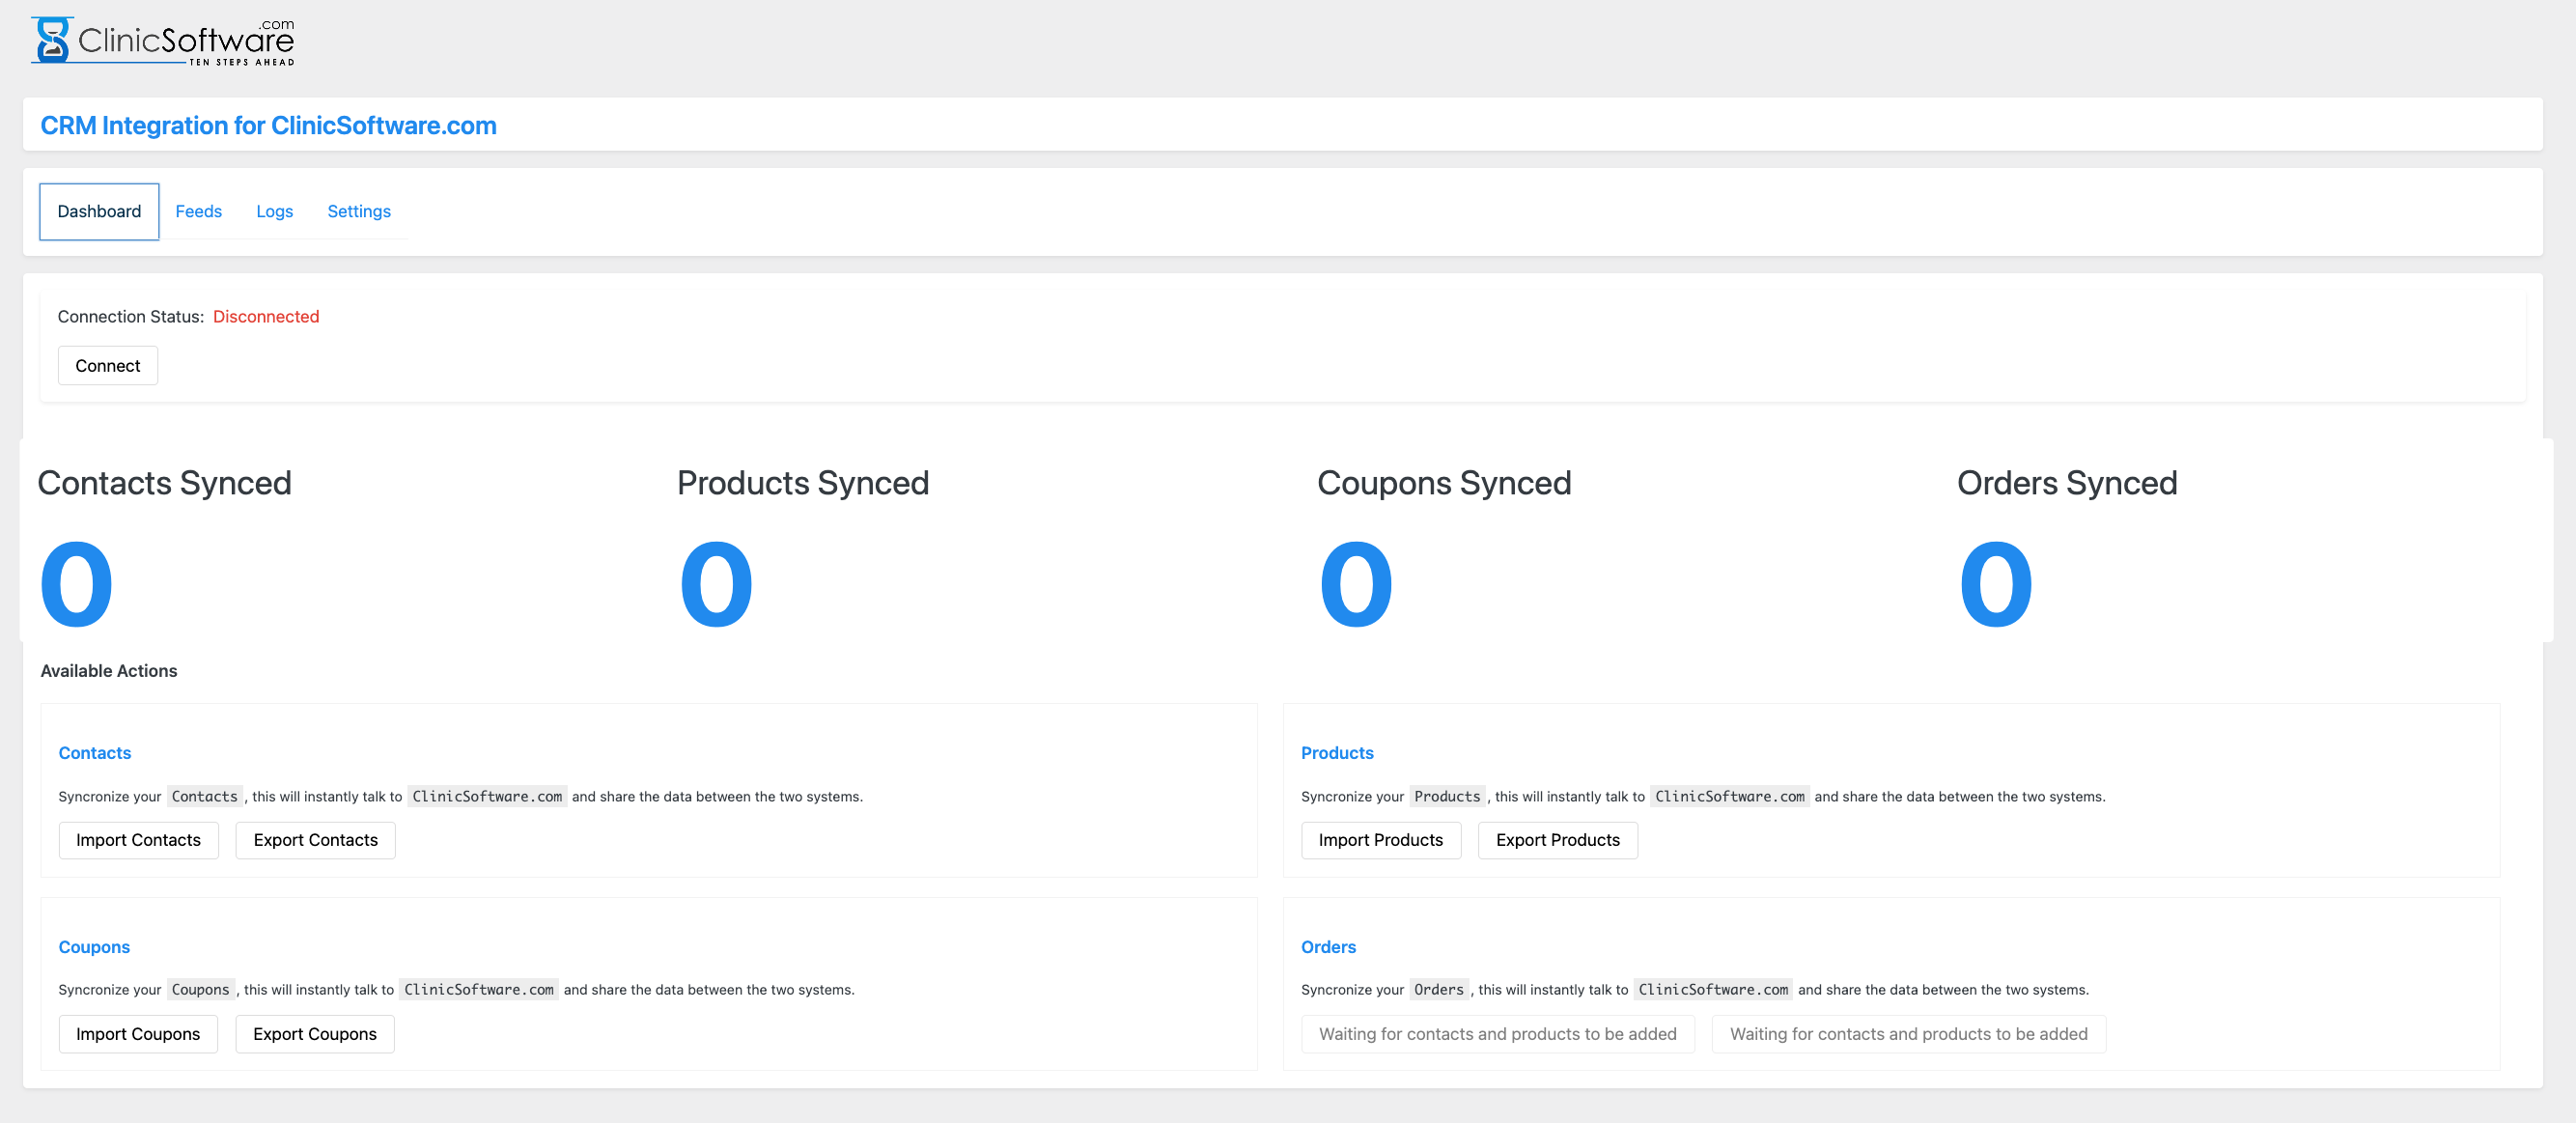 ClinicSoftware.com
TEN STEPS AHEAD
CRM Integration for ClinicSoftware.com
Dashboard Feeds Logs Settings
Connection Status: Disconnected
Connect
Contacts Synced Products Synced Coupons Synced Orders Synced
0 0 0 0
Available Actions
Contacts
Syncronize your Contacts, this will instantly talk to ClinicSoftware.com and share the data between the two systems.
Import Contacts Export Contacts
Products
Syncronize your Products, this will instantly talk to ClinicSoftware.com and share the data between the two systems.
Import Products Export Products
Coupons
Syncronize your Coupons, this will instantly talk to ClinicSoftware.com and share the data between the two systems.
Import Coupons Export Coupons
Orders
Syncronize your Orders, this will instantly talk to ClinicSoftware.com and share the data between the two systems.
Waiting for contacts and products to be added Waiting for contacts and products to be added